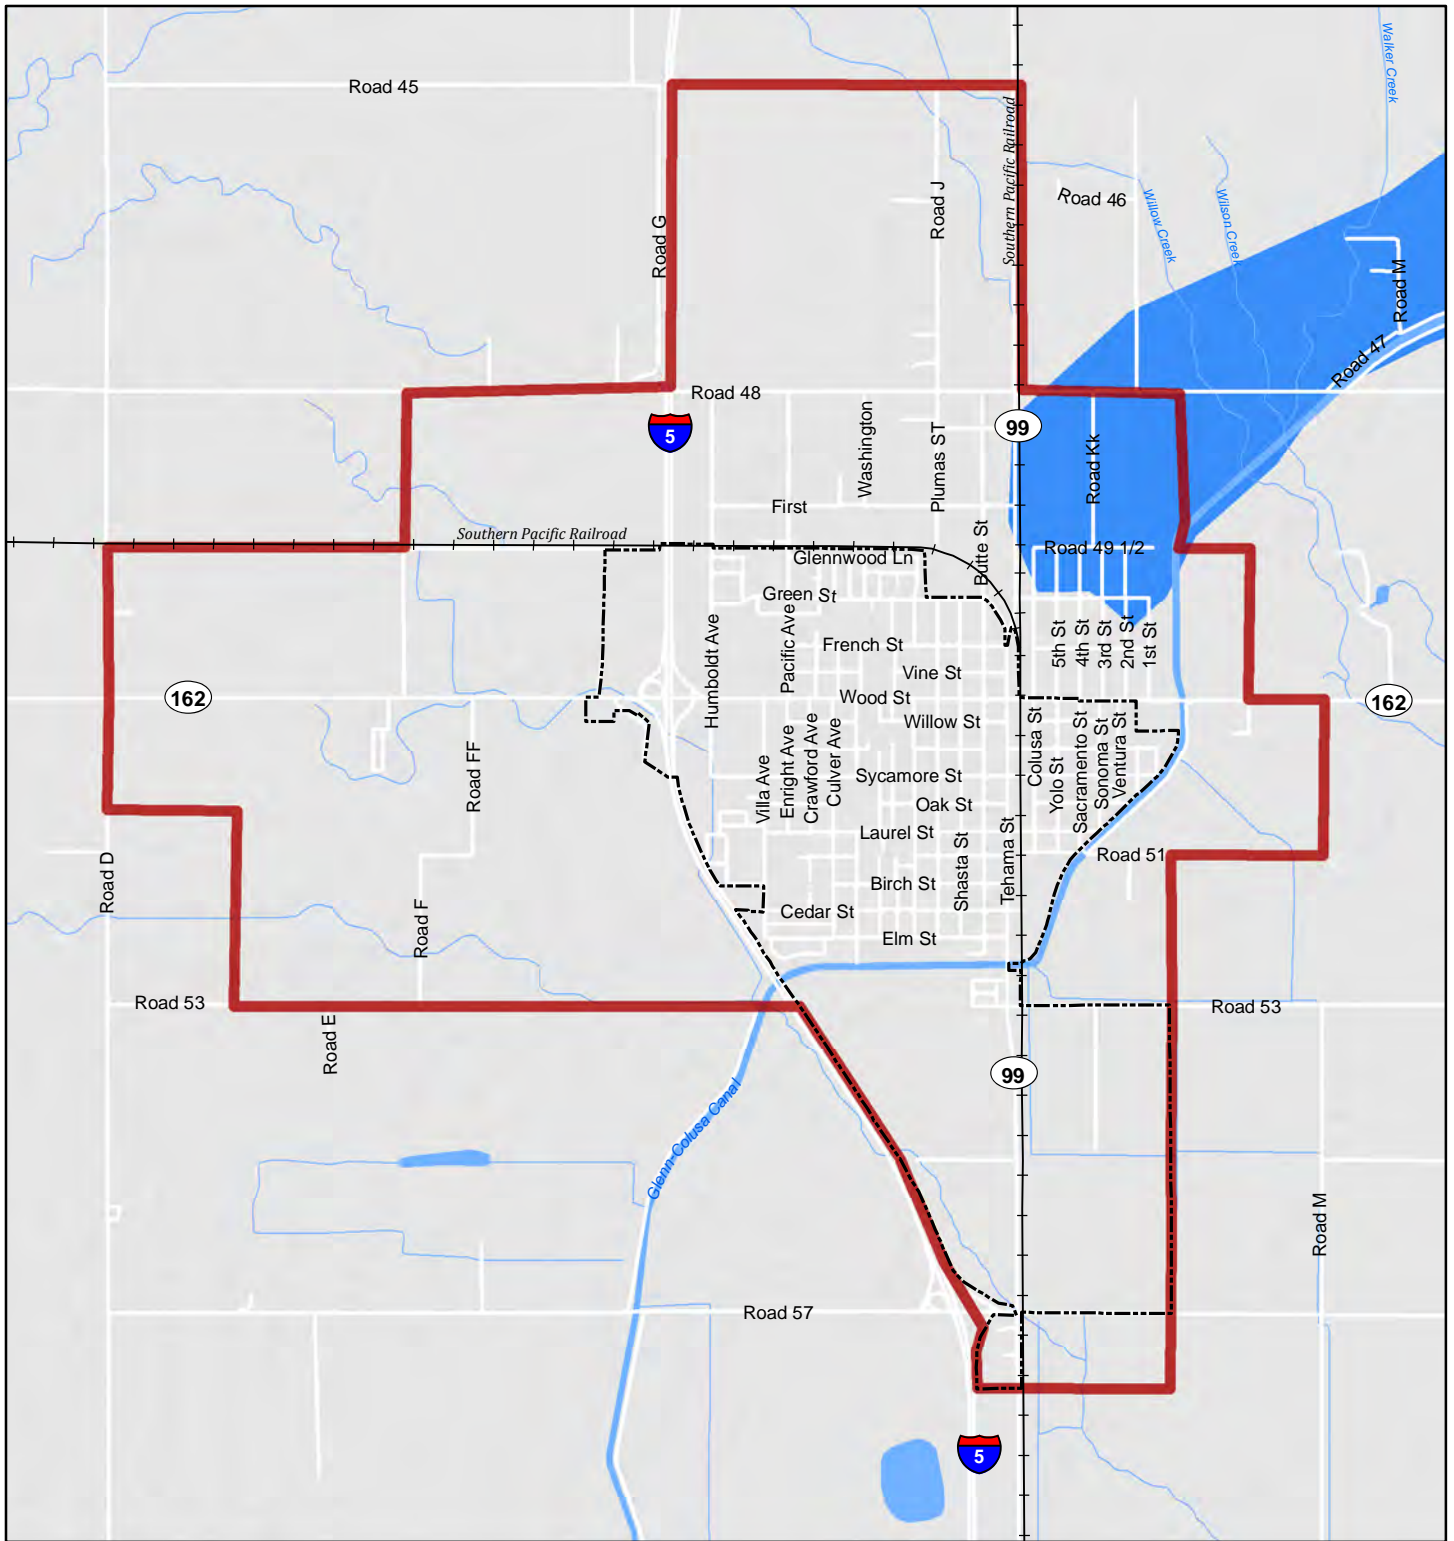 Walker Creek
Road 45
Southern Pacific Railroad
Road J
Road 46
Willow Creek
Wilson Creek
Road G
Road M
Road 47
Road 48
5
99
Washington
Plumas ST
Road Kk
First
Southern Pacific Railroad
Butte St
Road 49 1/2
Glennwood Ln
Green St
Humboldt Ave
Pacific Ave
French St
5th St
4th St
3rd St
2nd St
1st St
Vine St
162
Wood St
162
Willow St
Colusa St
Yolo St
Sacramento St
Sonoma St
Ventura St
Road FF
Villa Ave
Enright Ave
Crawford Ave
Culver Ave
Sycamore St
Oak St
Laurel St
Road 51
Road D
Birch St
Shasta St
Tehama St
Cedar St
Road F
Elm St
Road 53
Road 53
Road E
99
Glenn-Colusa Canal
Road M
Road 57
5